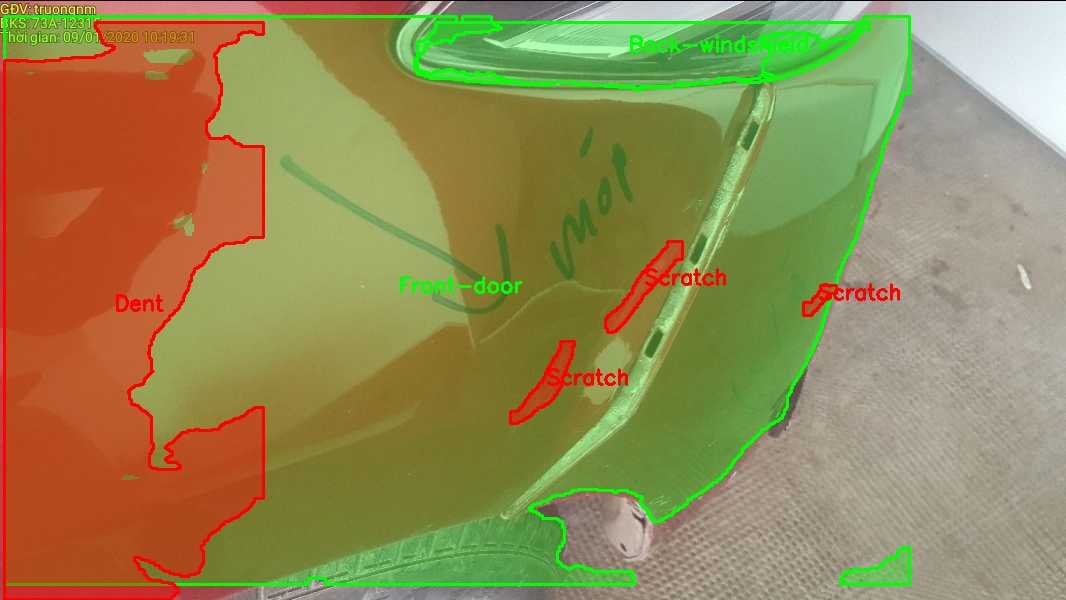 GĐV: truongnm
BKS: 73A-1231
Thời gian: 09/01/2020 10:19:31
Back-windshield
móp
Scratch
Front-door
Scratch
Dent
Scratch